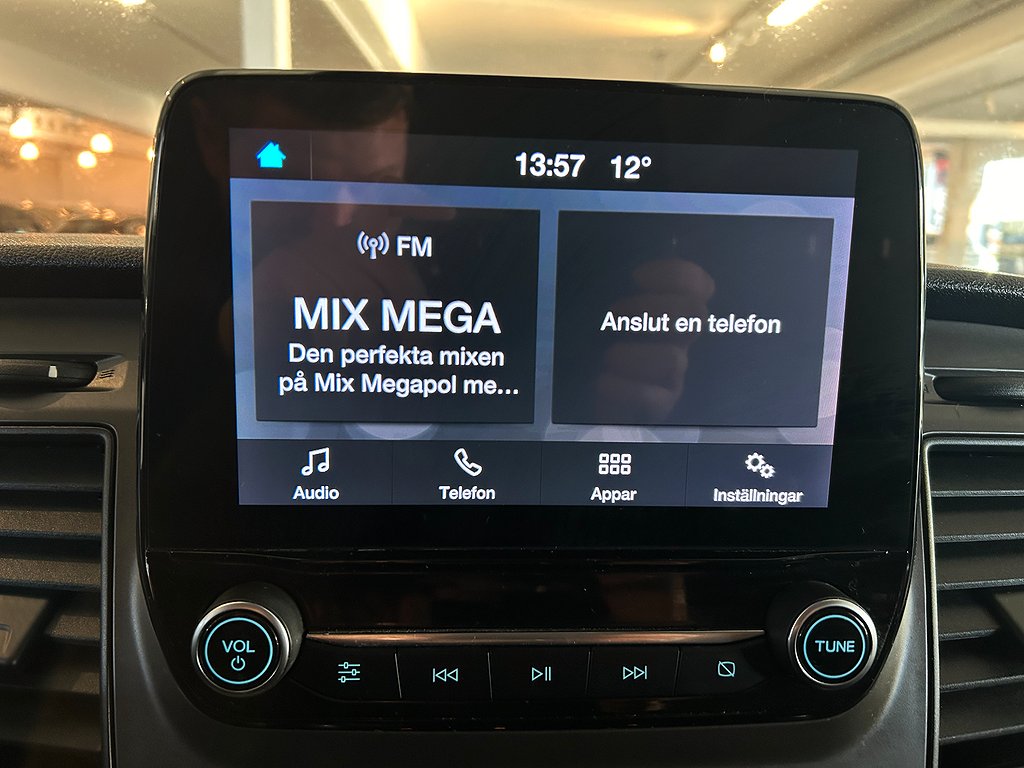 13:57 12°
FM
MIX MEGA
Den perfekta mixen
på Mix Megapol me...
Anslut en telefon
Audio
Telefon
Appar
Inställningar
VOL
TUNE